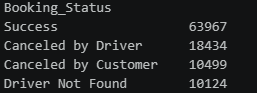 Booking_Status
Success 63967
Canceled by Driver 18434
Canceled by Customer 10499
Driver Not Found 10124